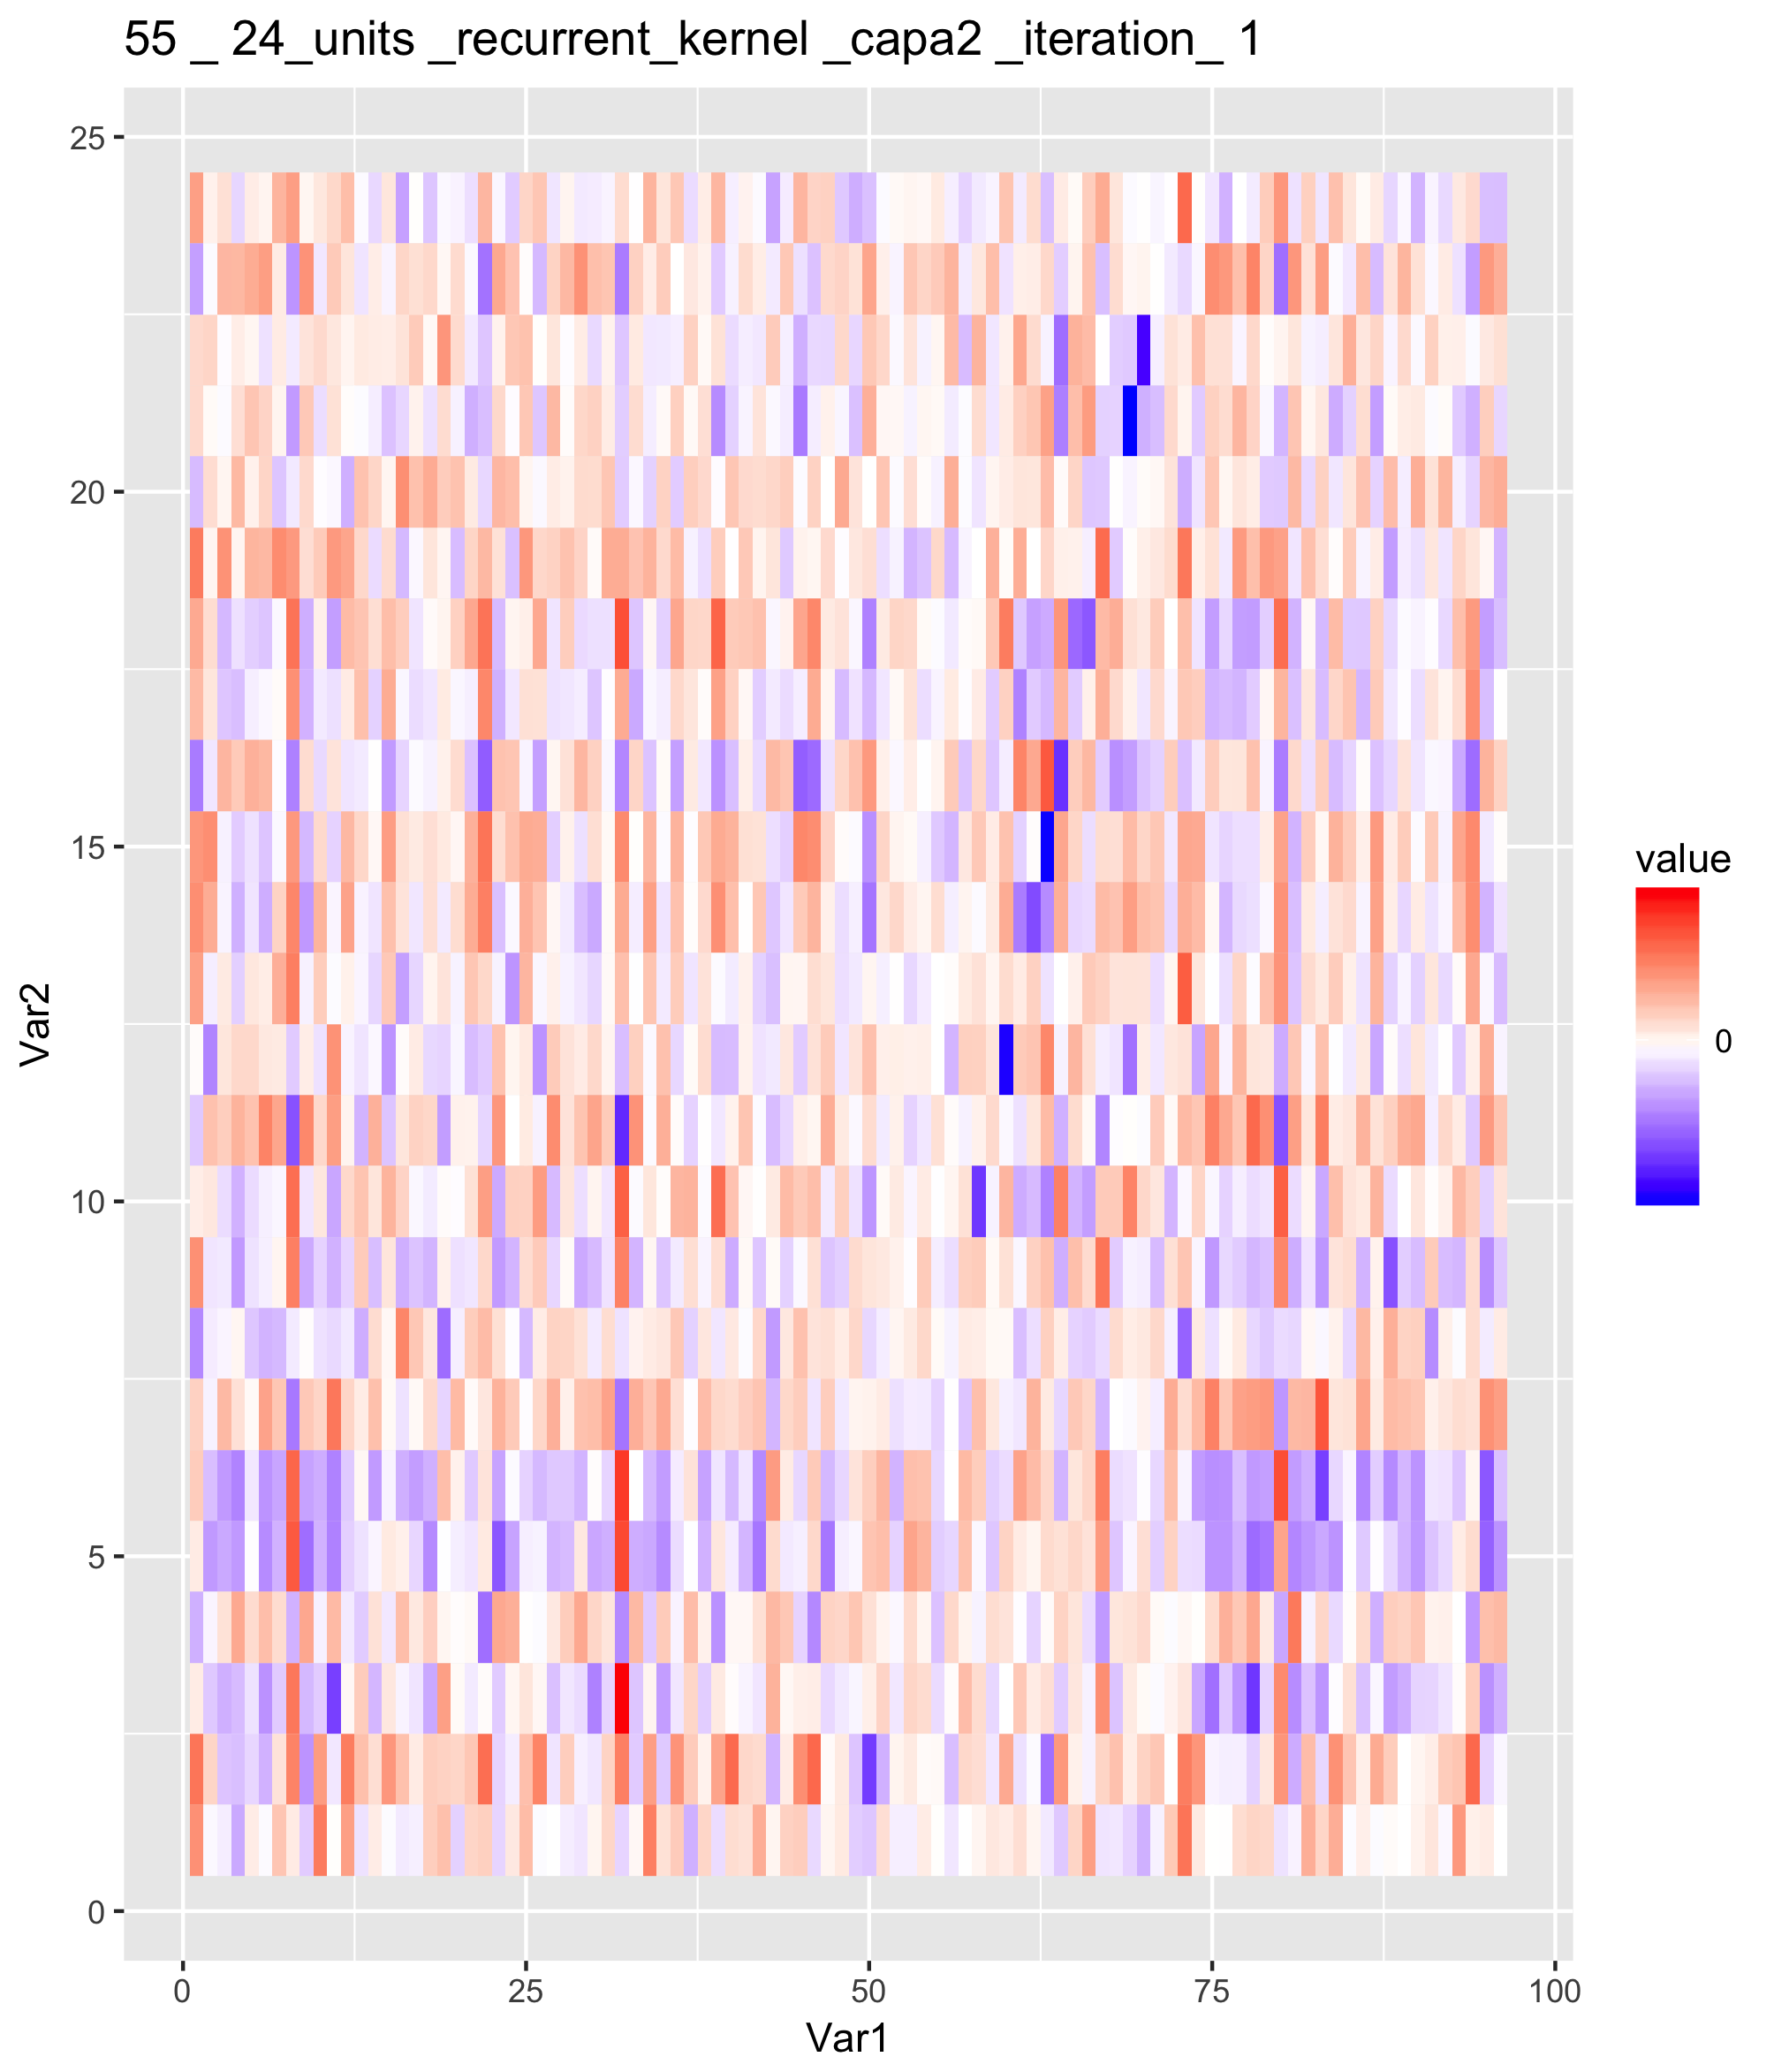 55 _ 24_units _recurrent_kernel _capa2 _iteration_ 1
25
20
15
10
5
0
Var2
0 25 50 75 100
Var1
value
0